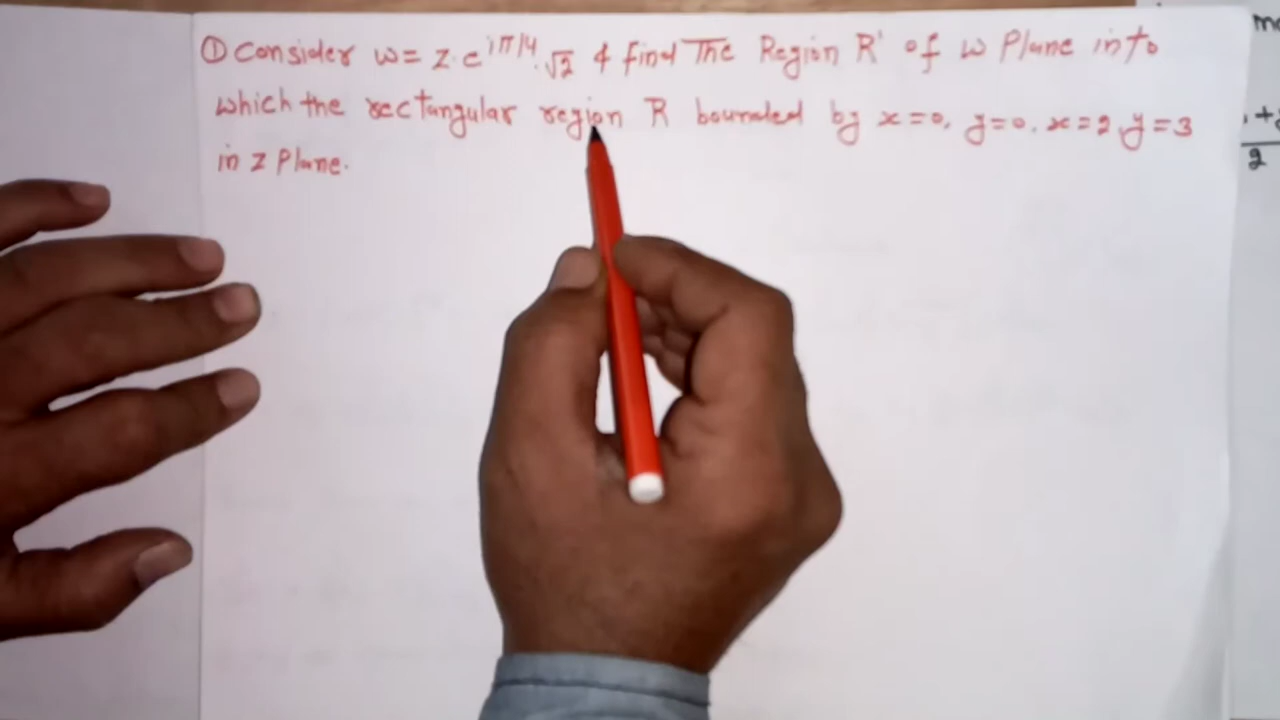 ① Consider w = z·e^{iπ/4}·√2 & find The Region R' of w Plane into
which the rectangular region R bounded by x=0, y=0, x=2, y=3
in z Plane.